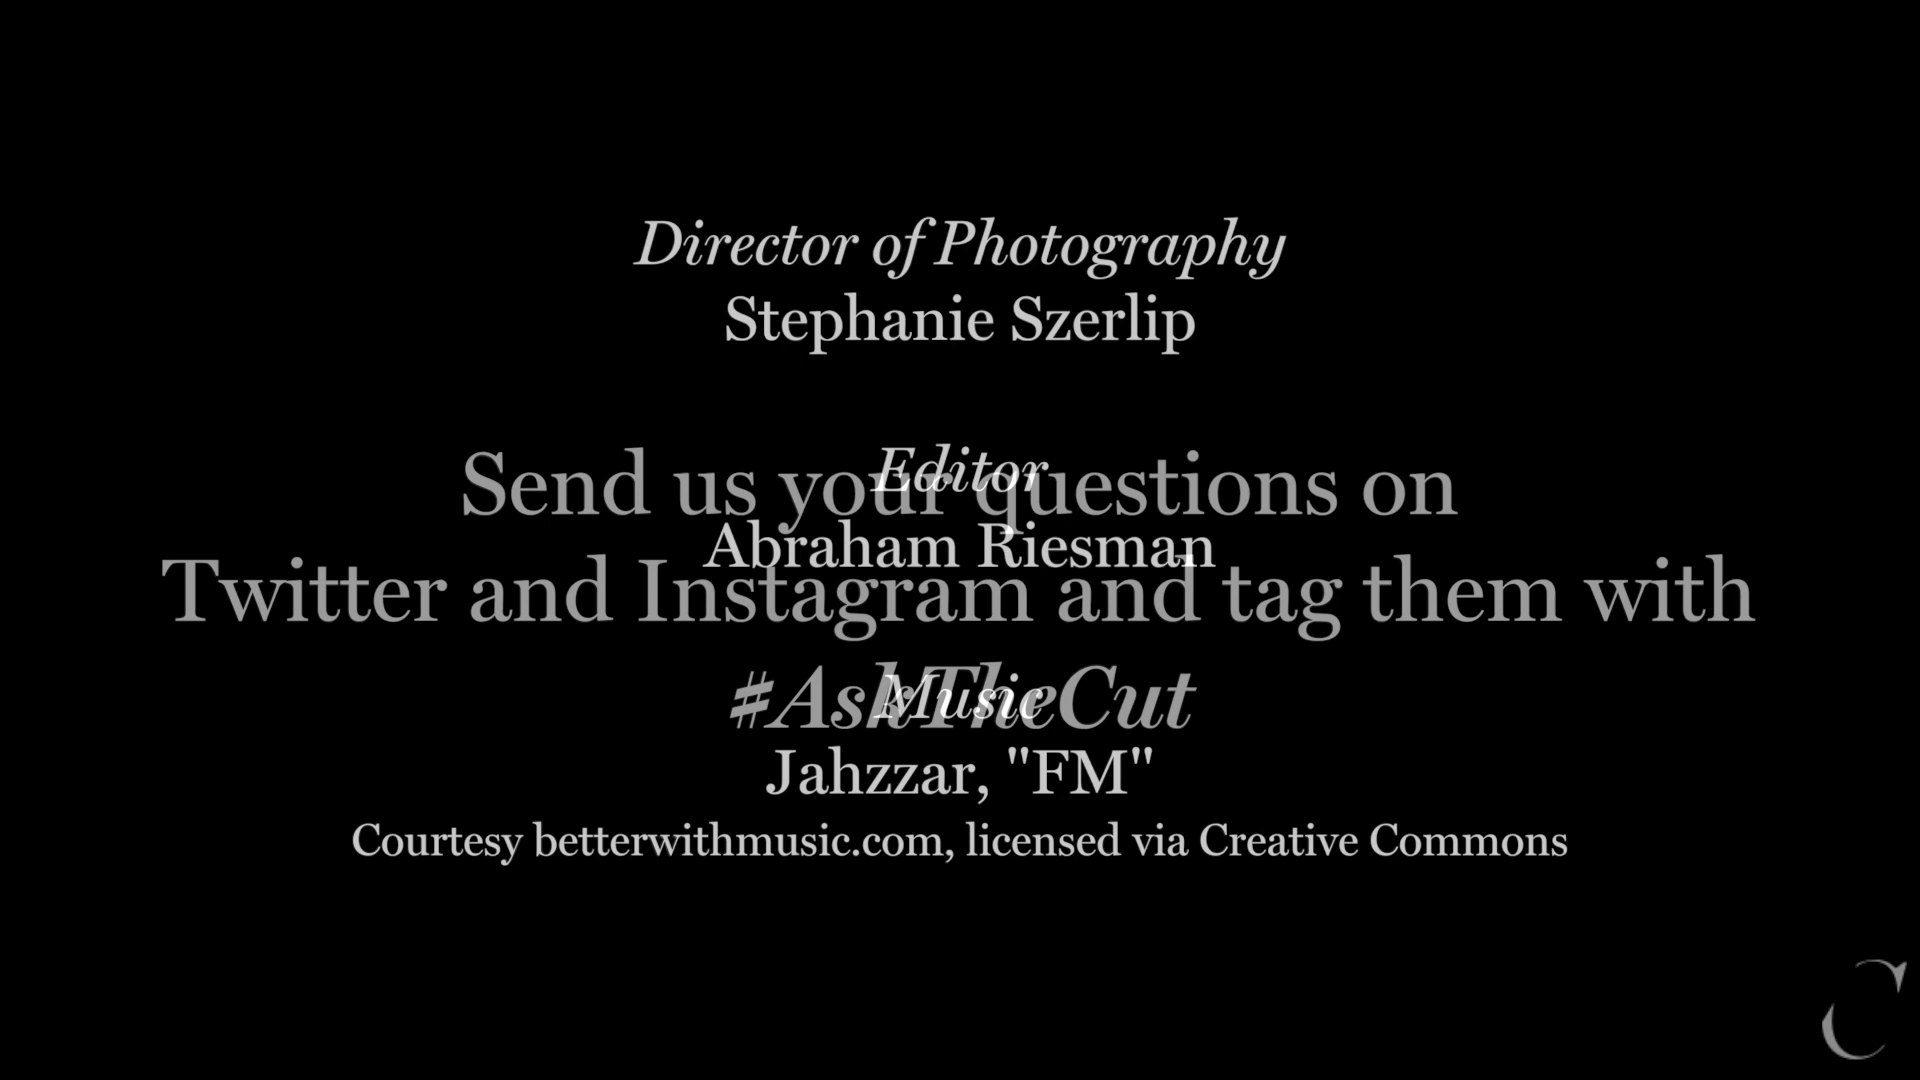 Director of Photography
Stephanie Szerlip
Editor
Send us your questions on
Abraham Riesman
Twitter and Instagram and tag them with
#AskTheCut
Music
Jahzzar, "FM"
Courtesy betterwithmusic.com, licensed via Creative Commons
C